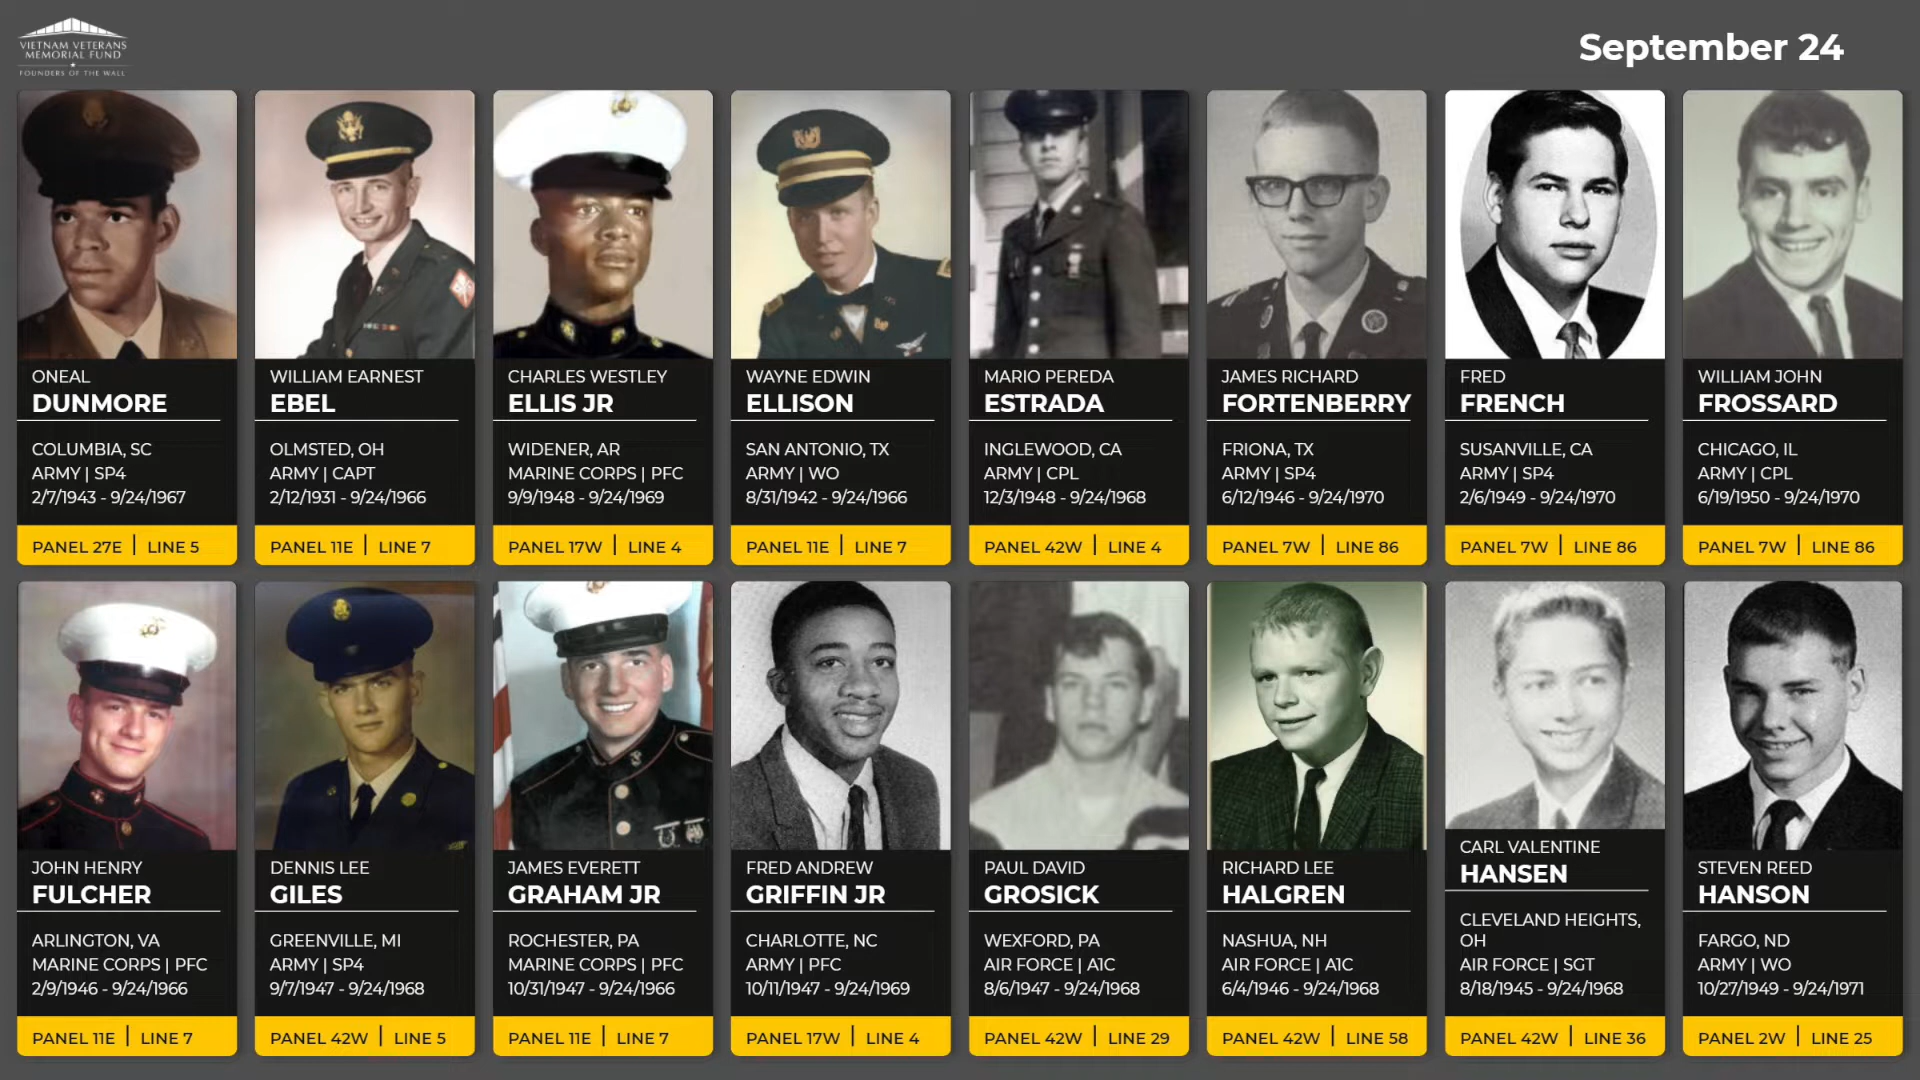 VIETNAM VETERANS
MEMORIAL FUND
FOUNDERS OF THE WALL
September 24
ONEAL
DUNMORE
COLUMBIA, SC
ARMY | SP4
2/7/1943 - 9/24/1967
PANEL 27E | LINE 5
WILLIAM EARNEST
EBEL
OLMSTED, OH
ARMY | CAPT
2/12/1931 - 9/24/1966
PANEL 11E | LINE 7
CHARLES WESTLEY
ELLIS JR
WIDENER, AR
MARINE CORPS | PFC
9/9/1948 - 9/24/1969
PANEL 17W | LINE 4
WAYNE EDWIN
ELLISON
SAN ANTONIO, TX
ARMY | WO
8/31/1942 - 9/24/1966
PANEL 11E | LINE 7
MARIO PEREDA
ESTRADA
INGLEWOOD, CA
ARMY | CPL
12/3/1948 - 9/24/1968
PANEL 42W | LINE 4
JAMES RICHARD
FORTENBERRY
FRIONA, TX
ARMY | SP4
6/12/1946 - 9/24/1970
PANEL 7W | LINE 86
FRED
FRENCH
SUSANVILLE, CA
ARMY | SP4
2/6/1949 - 9/24/1970
PANEL 7W | LINE 86
WILLIAM JOHN
FROSSARD
CHICAGO, IL
ARMY | CPL
6/19/1950 - 9/24/1970
PANEL 7W | LINE 86
JOHN HENRY
FULCHER
ARLINGTON, VA
MARINE CORPS | PFC
2/9/1946 - 9/24/1966
PANEL 11E | LINE 7
DENNIS LEE
GILES
GREENVILLE, MI
ARMY | SP4
9/7/1947 - 9/24/1968
PANEL 42W | LINE 5
JAMES EVERETT
GRAHAM JR
ROCHESTER, PA
MARINE CORPS | PFC
10/31/1947 - 9/24/1966
PANEL 11E | LINE 7
FRED ANDREW
GRIFFIN JR
CHARLOTTE, NC
ARMY | PFC
10/11/1947 - 9/24/1969
PANEL 17W | LINE 4
PAUL DAVID
GROSICK
WEXFORD, PA
AIR FORCE | A1C
8/6/1947 - 9/24/1968
PANEL 42W | LINE 29
RICHARD LEE
HALGREN
NASHUA, NH
AIR FORCE | A1C
6/4/1946 - 9/24/1968
PANEL 42W | LINE 58
CARL VALENTINE
HANSEN
CLEVELAND HEIGHTS,
OH
AIR FORCE | SGT
8/18/1945 - 9/24/1968
PANEL 42W | LINE 36
STEVEN REED
HANSON
FARGO, ND
ARMY | WO
10/27/1949 - 9/24/1971
PANEL 2W | LINE 25